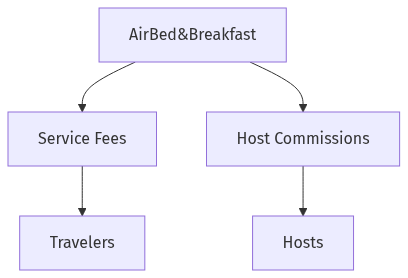 AirBed&Breakfast
Service Fees
Host Commissions
Travelers
Hosts